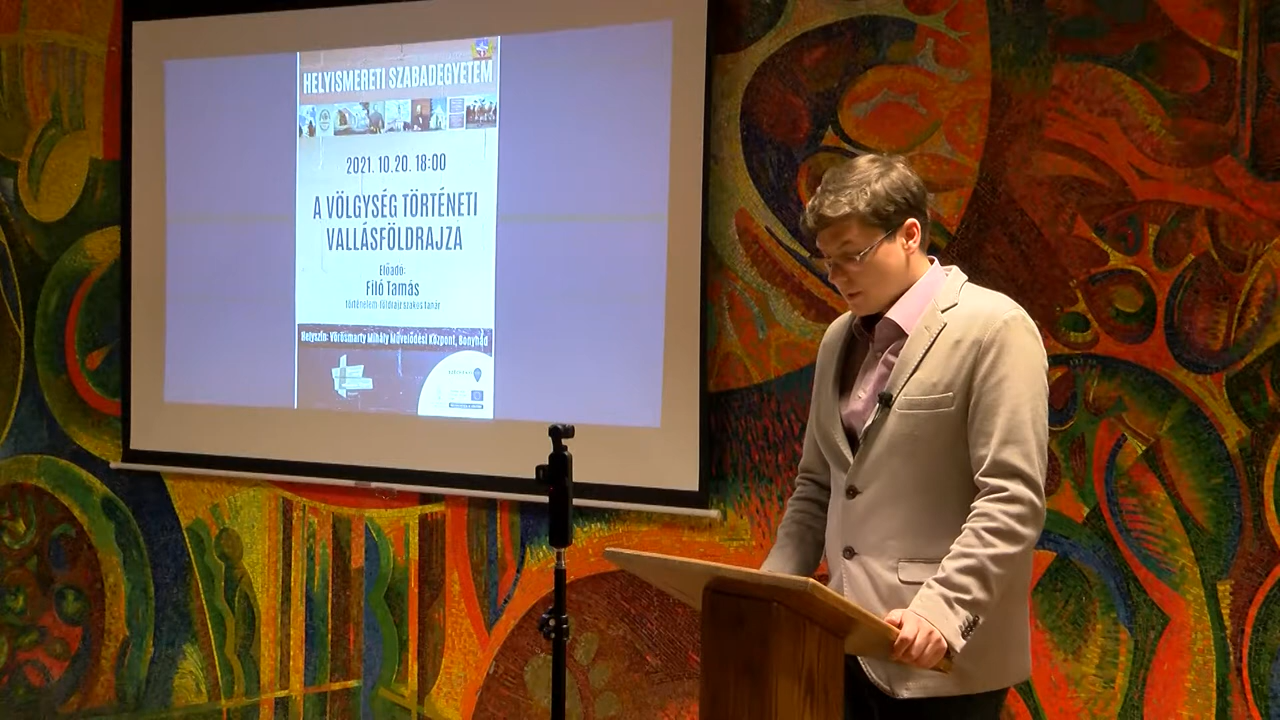 HELYISMERETI SZABADEGYETEM
2021. 10.20. 18:00
A VÖLGYSÉG TÖRTÉNETI
VALLÁSFÖLDRAJZA
Előadó:
Filó Tamás
történelem földrajz szakos tanár
Helyszín: Vörösmarty Mihály Művelődési Központ, Bonyhád